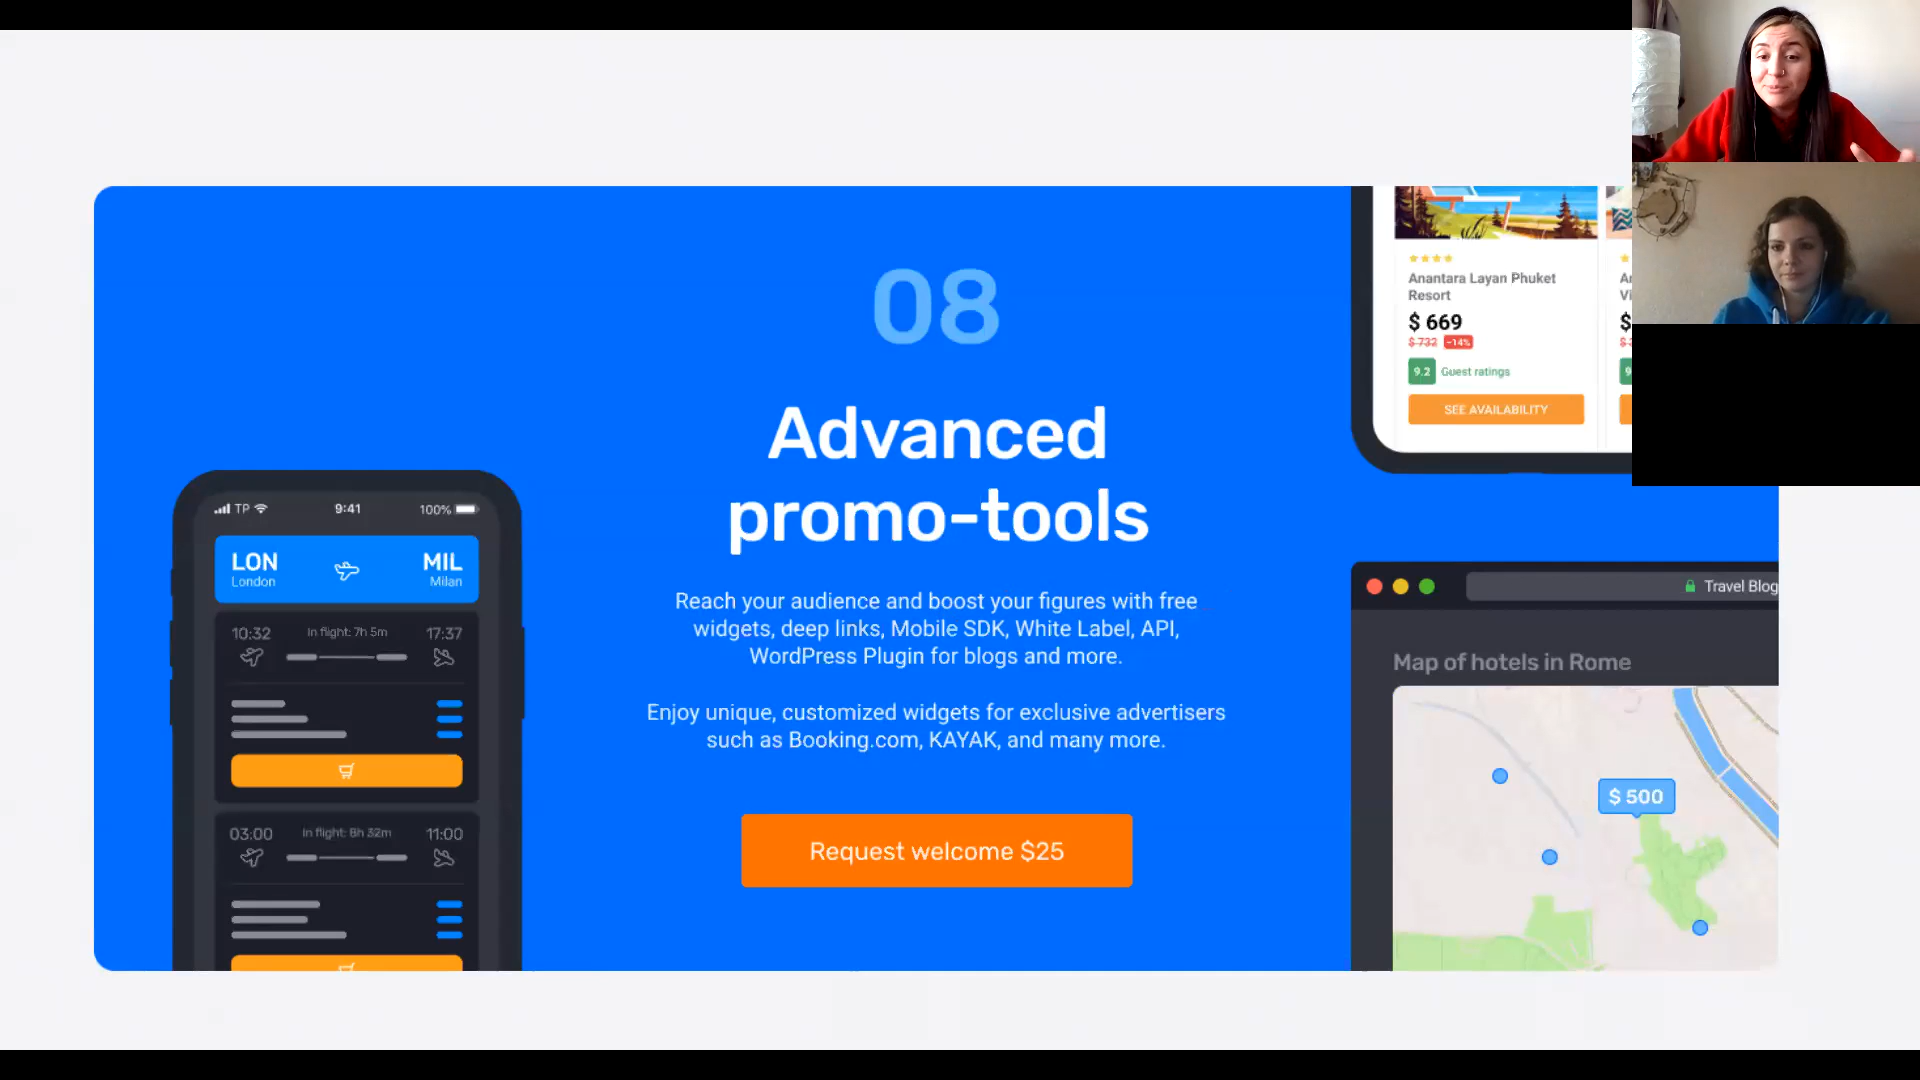 08
Advanced
promo-tools
Reach your audience and boost your figures with free
widgets, deep links, Mobile SDK, White Label, API,
WordPress Plugin for blogs and more.
Enjoy unique, customized widgets for exclusive advertisers
such as Booking.com, KAYAK, and many more.
Request welcome $25
TP 9:41 100%
LON MIL
London Milan
10:32 In flight: 7h 5m 17:37
03:00 In flight: 8h 32m 11:00
Anantara Layan Phuket
Resort
$ 669
$ 732 -14%
9.2 Guest ratings
SEE AVAILABILITY
Travel Blog
Map of hotels in Rome
$ 500